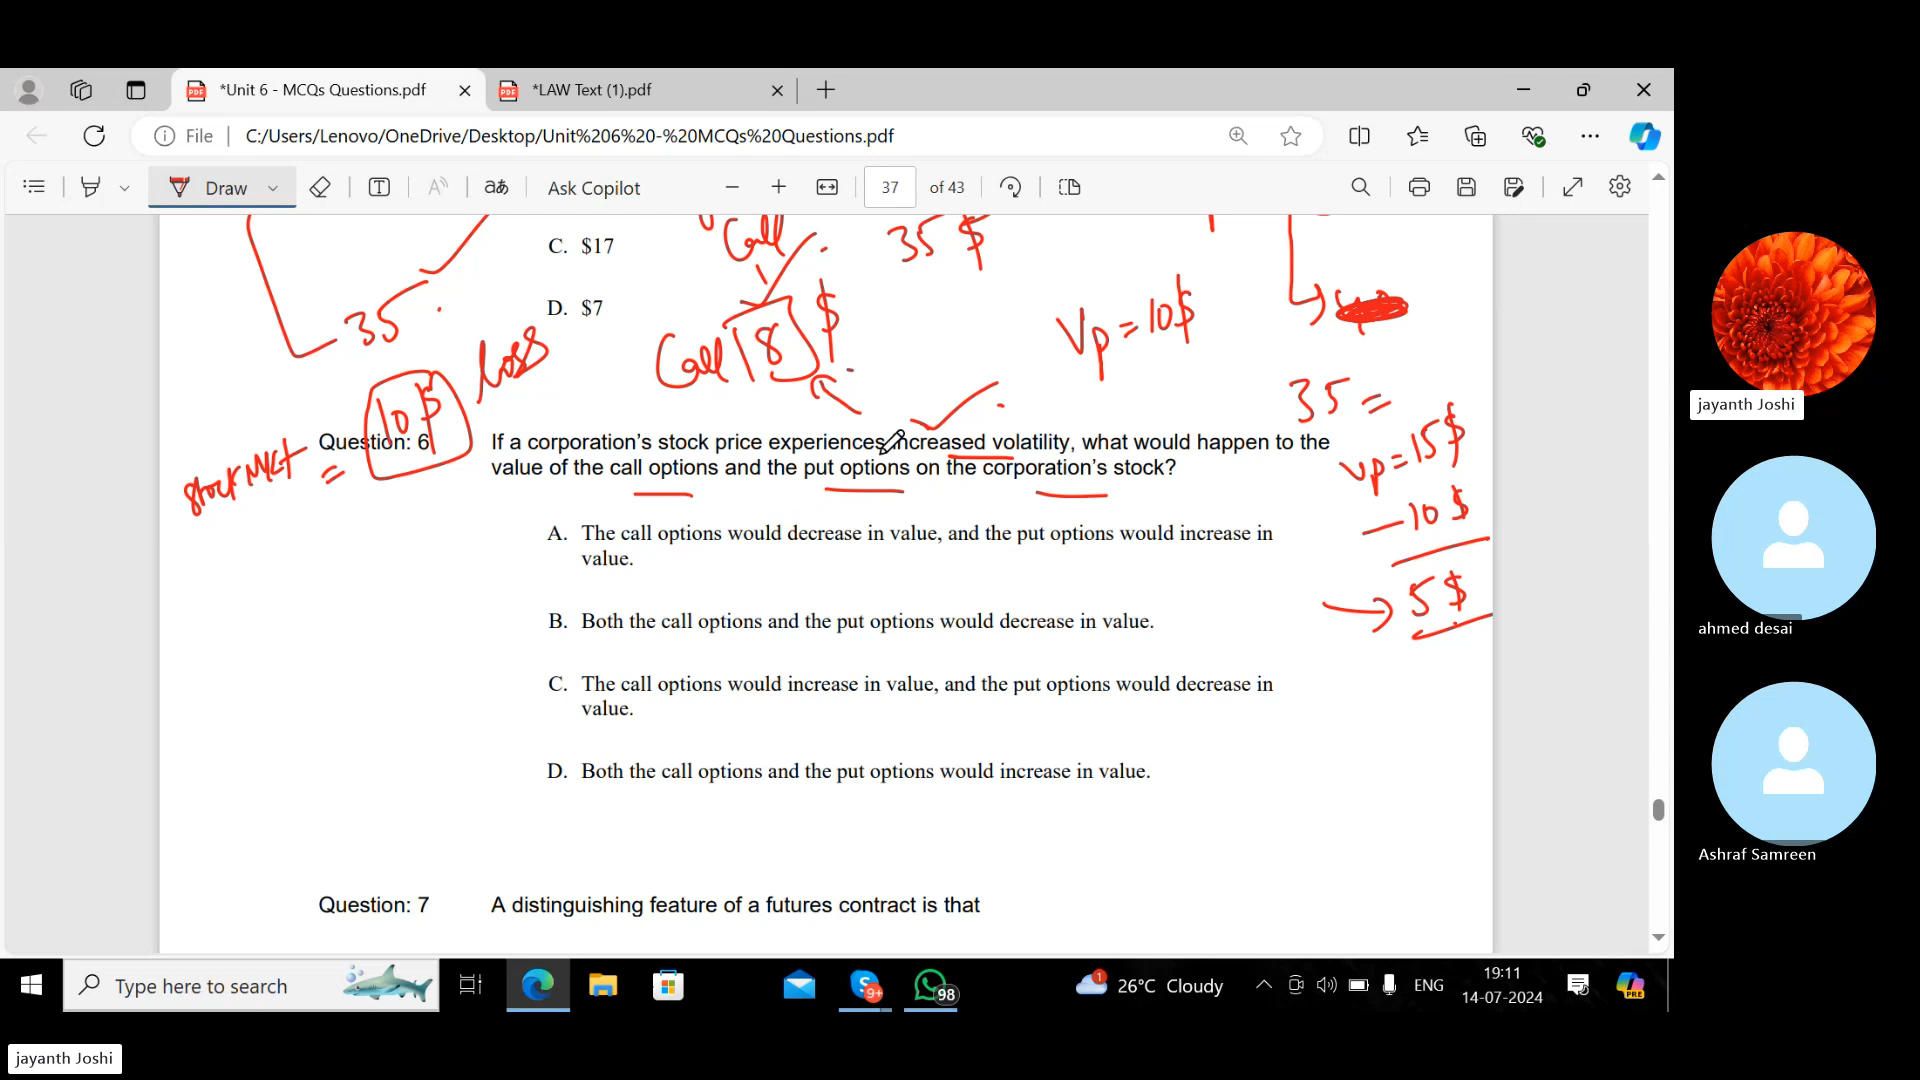 *Unit 6 - MCQs Questions.pdf
*LAW Text (1).pdf
File
C:/Users/Lenovo/OneDrive/Desktop/Unit%206%20-%20MCQs%20Questions.pdf
Draw
Ask Copilot
37
of 43
Call
35 $
C. $17
D. $7
35
Call 18 $
Vp = 10$
10 $ loss
35 =
Vp = 15$
- 10 $
5 $
Question: 6
If a corporation's stock price experiences increased volatility, what would happen to the
value of the call options and the put options on the corporation's stock?
stock Mkt =
A. The call options would decrease in value, and the put options would increase in
value.
B. Both the call options and the put options would decrease in value.
C. The call options would increase in value, and the put options would decrease in
value.
D. Both the call options and the put options would increase in value.
Question: 7
A distinguishing feature of a futures contract is that
jayanth Joshi
ahmed desai
Ashraf Samreen
Type here to search
9+
98
1
26°C Cloudy
ENG
19:11
14-07-2024
PRE
jayanth Joshi